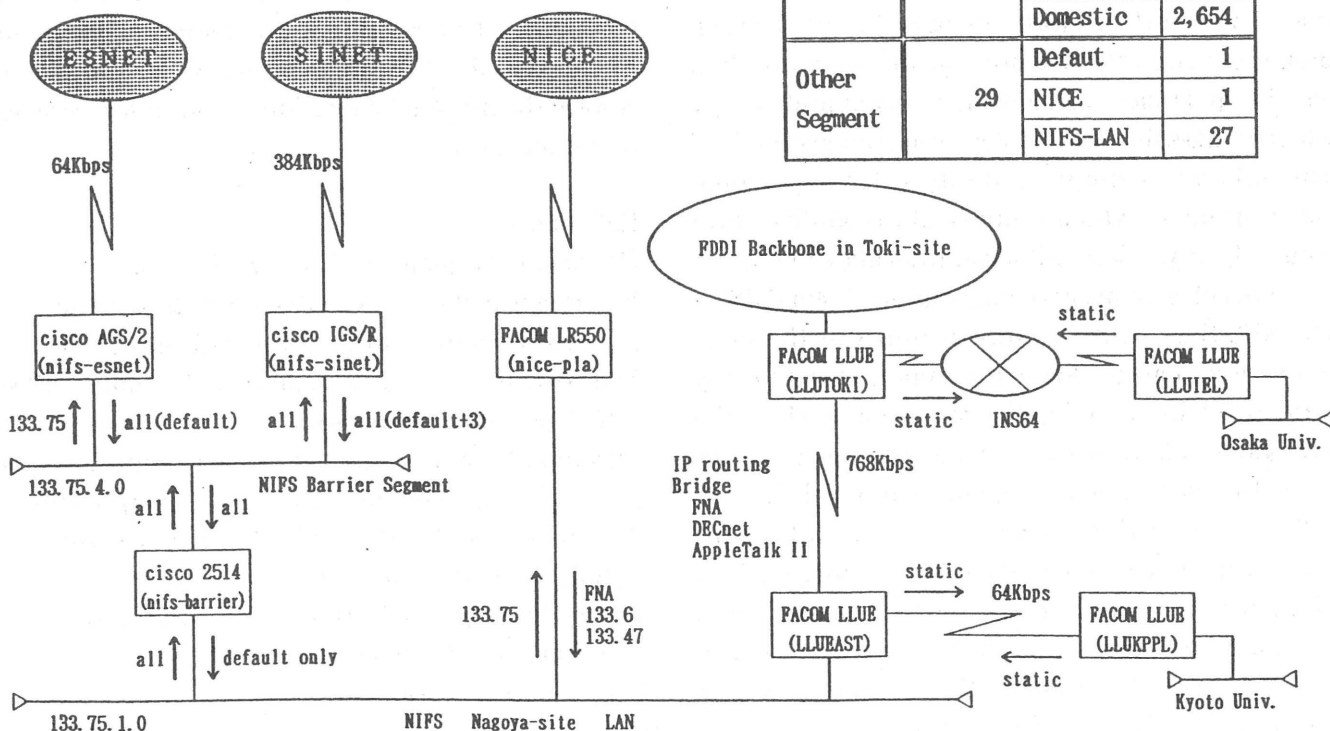 Domestic 2,654
Other Segment 29 Defaut 1
NICE 1
NIFS-LAN 27
ESNET
SINET
NICE
64Kbps
384Kbps
FDDI Backbone in Toki-site
cisco AGS/2
(nifs-esnet)
cisco IGS/R
(nifs-sinet)
FACOM LR550
(nice-pla)
FACOM LLUE
(LLUTOKI)
static
static
INS64
FACOM LLUE
(LLUIEL)
Osaka Univ.
133.75
all(default)
all
all(default+3)
133.75.4.0
NIFS Barrier Segment
all
all
cisco 2514
(nifs-barrier)
all
default only
133.75
FNA
133.6
133.47
IP routing
Bridge
FNA
DECnet
AppleTalk II
768Kbps
FACOM LLUE
(LLUEAST)
static
64Kbps
static
FACOM LLUE
(LLUKPPL)
Kyoto Univ.
133.75.1.0
NIFS Nagoya-site LAN